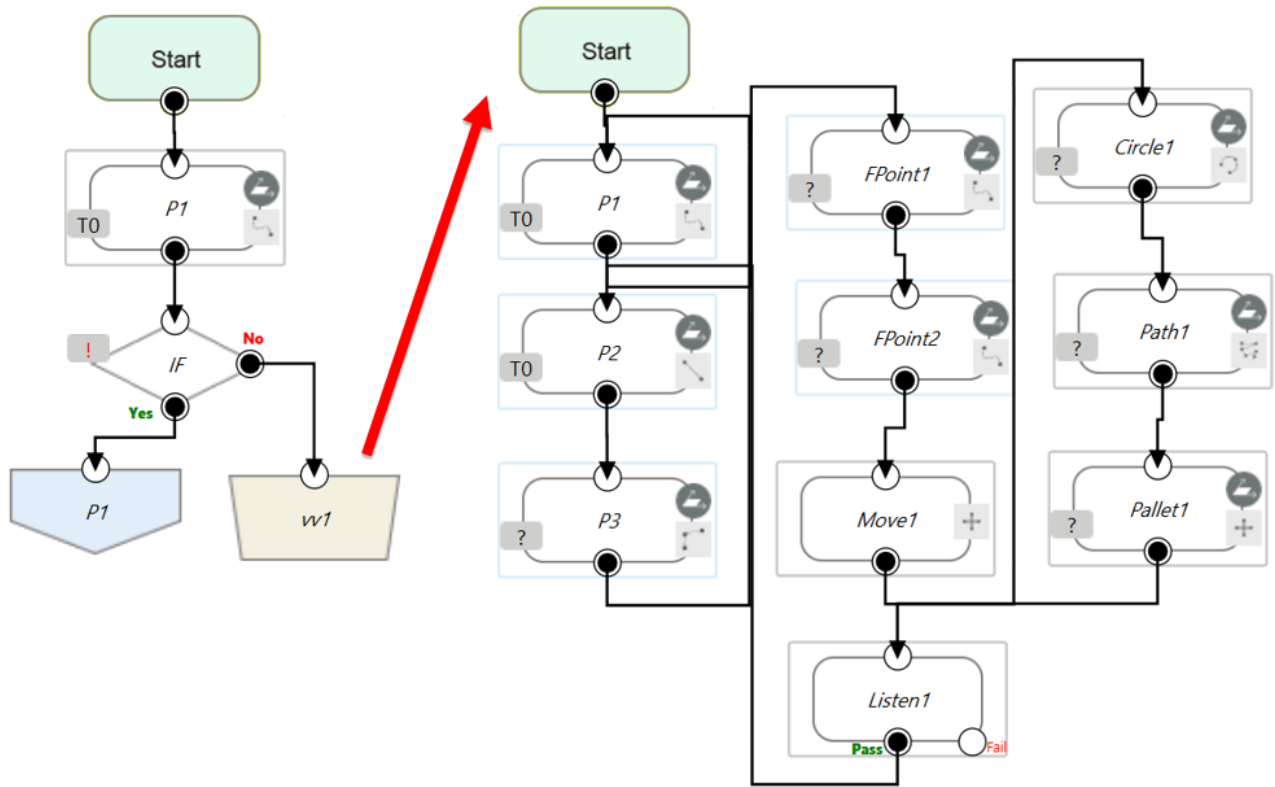 Start
P1
T0
IF
!
No
Yes
P1
vv1
Start
P1
T0
P2
T0
P3
?
FPoint1
?
FPoint2
?
Move1
Listen1
Pass
Fail
Circle1
?
Path1
?
Pallet1
?